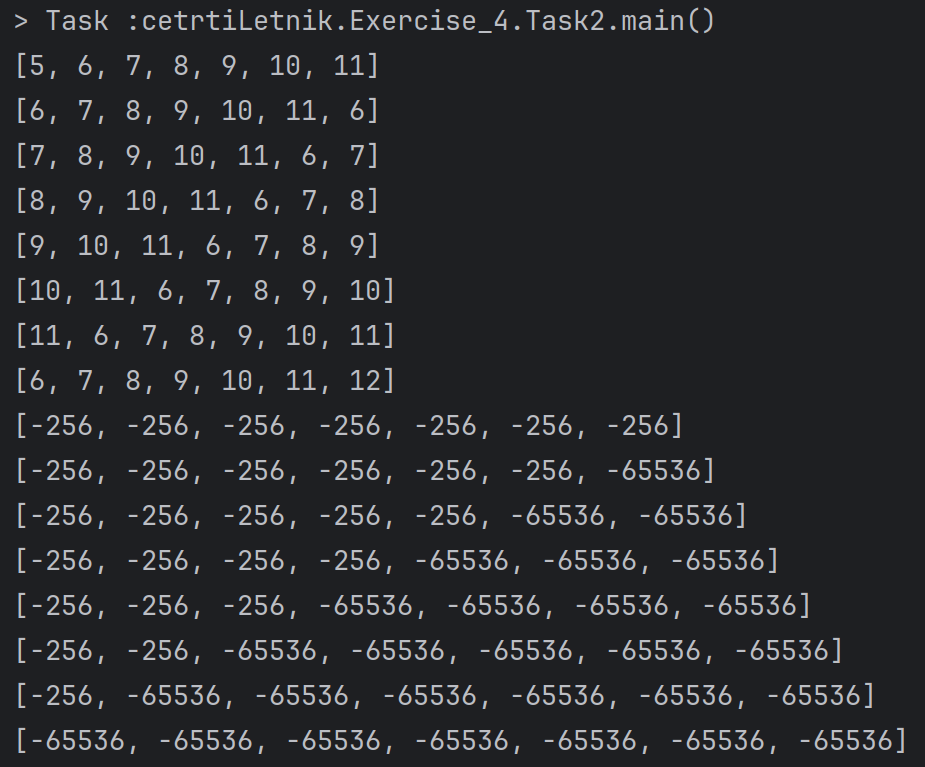 > Task :cetrtiLetnik.Exercise_4.Task2.main()
[5, 6, 7, 8, 9, 10, 11]
[6, 7, 8, 9, 10, 11, 6]
[7, 8, 9, 10, 11, 6, 7]
[8, 9, 10, 11, 6, 7, 8]
[9, 10, 11, 6, 7, 8, 9]
[10, 11, 6, 7, 8, 9, 10]
[11, 6, 7, 8, 9, 10, 11]
[6, 7, 8, 9, 10, 11, 12]
[-256, -256, -256, -256, -256, -256, -256]
[-256, -256, -256, -256, -256, -256, -65536]
[-256, -256, -256, -256, -256, -65536, -65536]
[-256, -256, -256, -256, -65536, -65536, -65536]
[-256, -256, -256, -65536, -65536, -65536, -65536]
[-256, -256, -65536, -65536, -65536, -65536, -65536]
[-256, -65536, -65536, -65536, -65536, -65536, -65536]
[-65536, -65536, -65536, -65536, -65536, -65536, -65536]